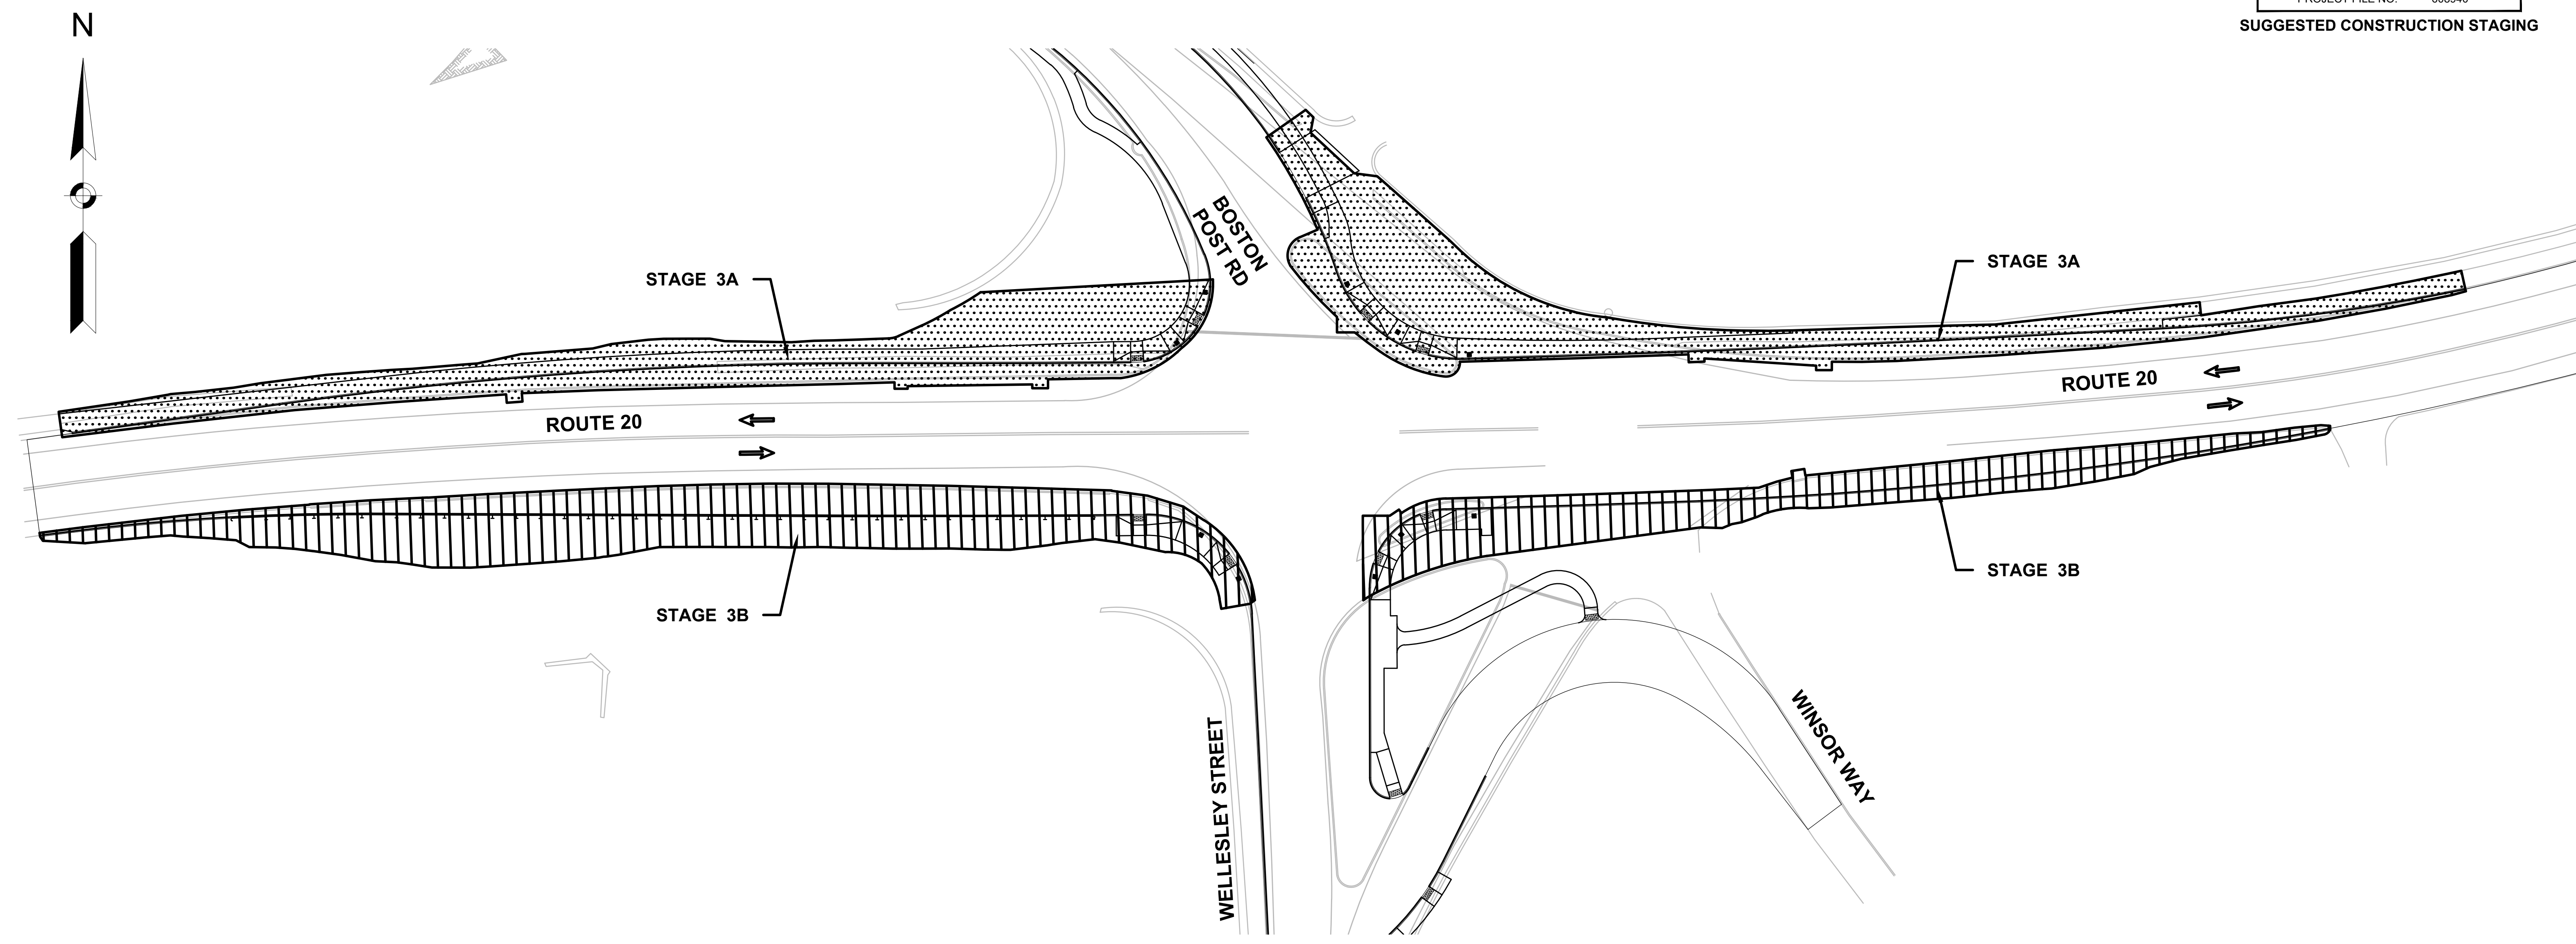 N
SUGGESTED CONSTRUCTION STAGING
BOSTON
POST RD
STAGE 3A
STAGE 3A
ROUTE 20
ROUTE 20
STAGE 3B
STAGE 3B
WELLESLEY STREET
WINSOR WAY